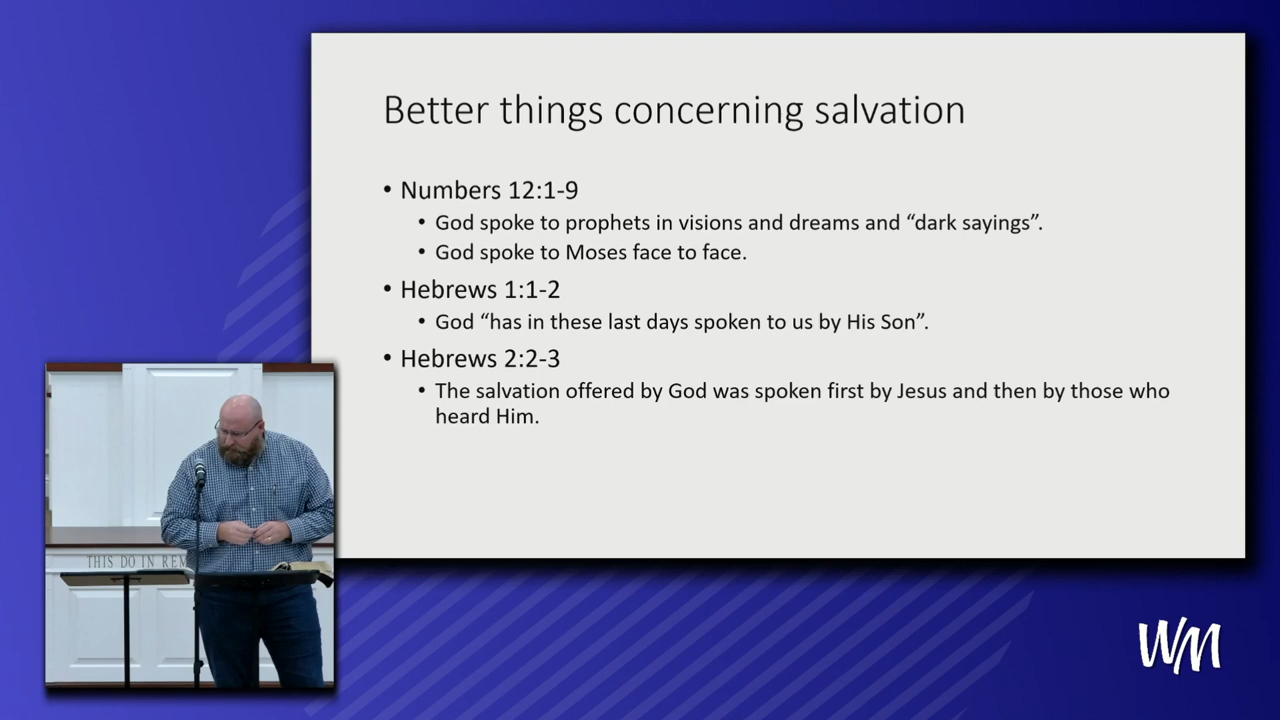 Better things concerning salvation
• Numbers 12:1-9
• God spoke to prophets in visions and dreams and “dark sayings”.
• God spoke to Moses face to face.
• Hebrews 1:1-2
• God “has in these last days spoken to us by His Son”.
• Hebrews 2:2-3
• The salvation offered by God was spoken first by Jesus and then by those who
heard Him.
THIS DO IN REM
WM